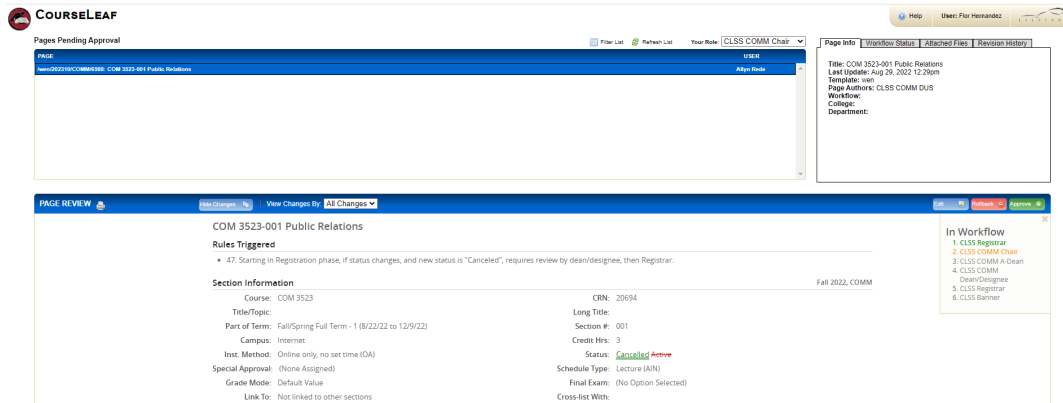 COURSELEAF
Help User: Flor Hernandez
Pages Pending Approval
Filter List Refresh List Your Role: CLSS COMM Chair
PAGE USER
/wen/202310/COMM/6908: COM 3523-001 Public Relations Allyn Rede
Page Info Workflow Status Attached Files Revision History
Title: COM 3523-001 Public Relations
Last Update: Aug 29, 2022 12:29pm
Template: wen
Page Authors: CLSS COMM DUS
Workflow:
College:
Department:
PAGE REVIEW Hide Changes View Changes By: All Changes Edit Rollback Approve
COM 3523-001 Public Relations
Rules Triggered
• 47. Starting in Registration phase, if status changes, and new status is "Canceled", requires review by dean/designee, then Registrar.
Section Information Fall 2022, COMM
Course: COM 3523 CRN: 20694
Title/Topic: Long Title:
Part of Term: Fall/Spring Full Term - 1 (8/22/22 to 12/9/22) Section #: 001
Campus: Internet Credit Hrs: 3
Inst. Method: Online only, no set time (OA) Status: Cancelled Active
Special Approval: (None Assigned) Schedule Type: Lecture (AIN)
Grade Mode: Default Value Final Exam: (No Option Selected)
Link To: Not linked to other sections Cross-list With:
In Workflow
1. CLSS Registrar
2. CLSS COMM Chair
3. CLSS COMM A-Dean
4. CLSS COMM
Dean/Designee
5. CLSS Registrar
6. CLSS Banner